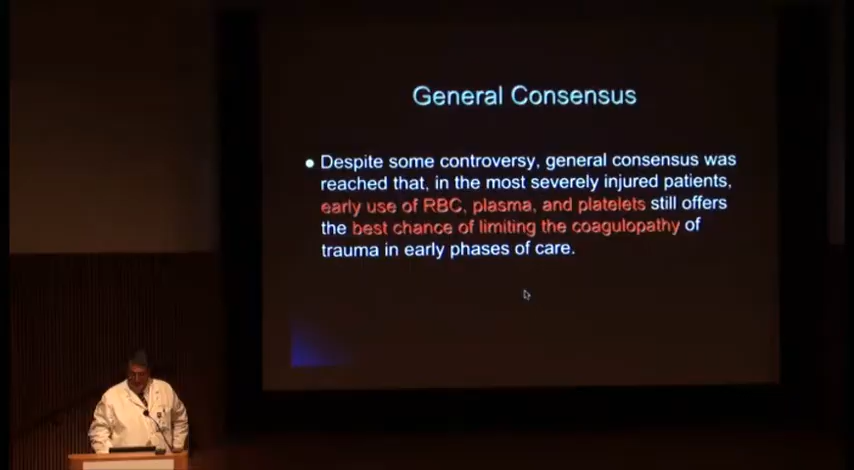 General Consensus
Despite some controversy, general consensus was
reached that, in the most severely injured patients,
early use of RBC, plasma, and platelets still offers
the best chance of limiting the coagulopathy of
trauma in early phases of care.